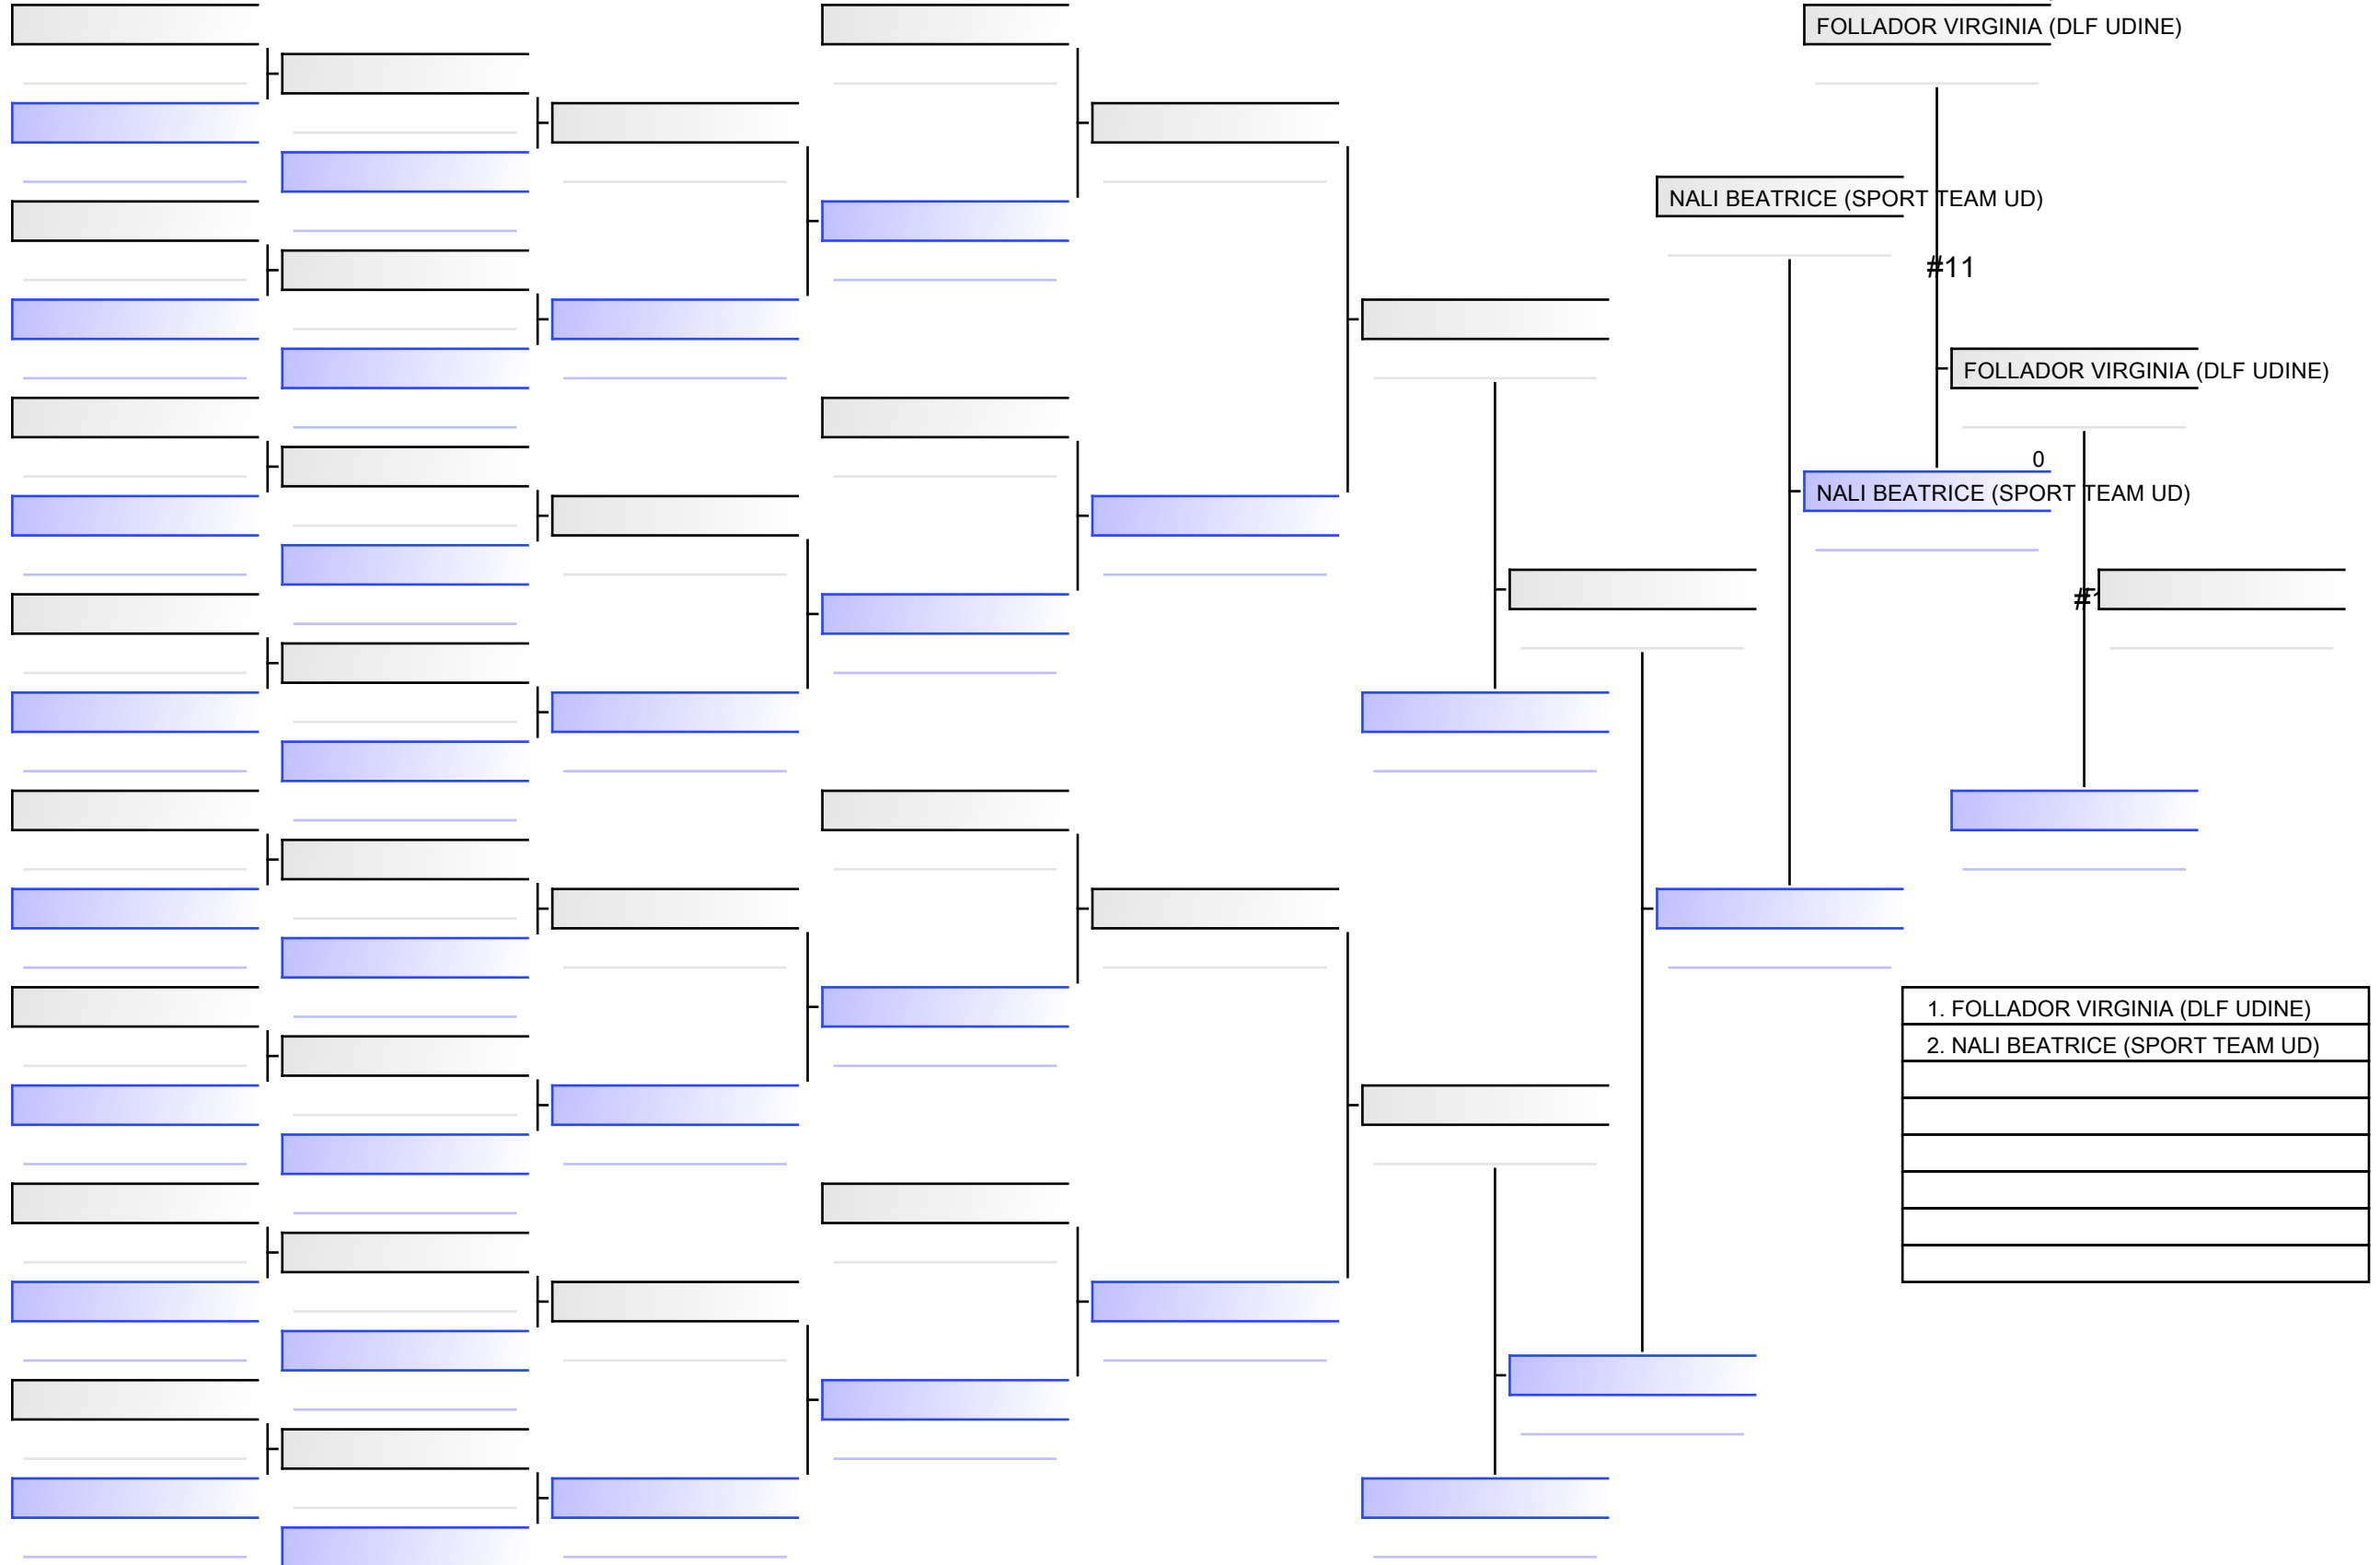 FOLLADOR VIRGINIA (DLF UDINE)
NALI BEATRICE (SPORT TEAM UD)
#11
FOLLADOR VIRGINIA (DLF UDINE)
0
NALI BEATRICE (SPORT TEAM UD)
1. FOLLADOR VIRGINIA (DLF UDINE)
2. NALI BEATRICE (SPORT TEAM UD)